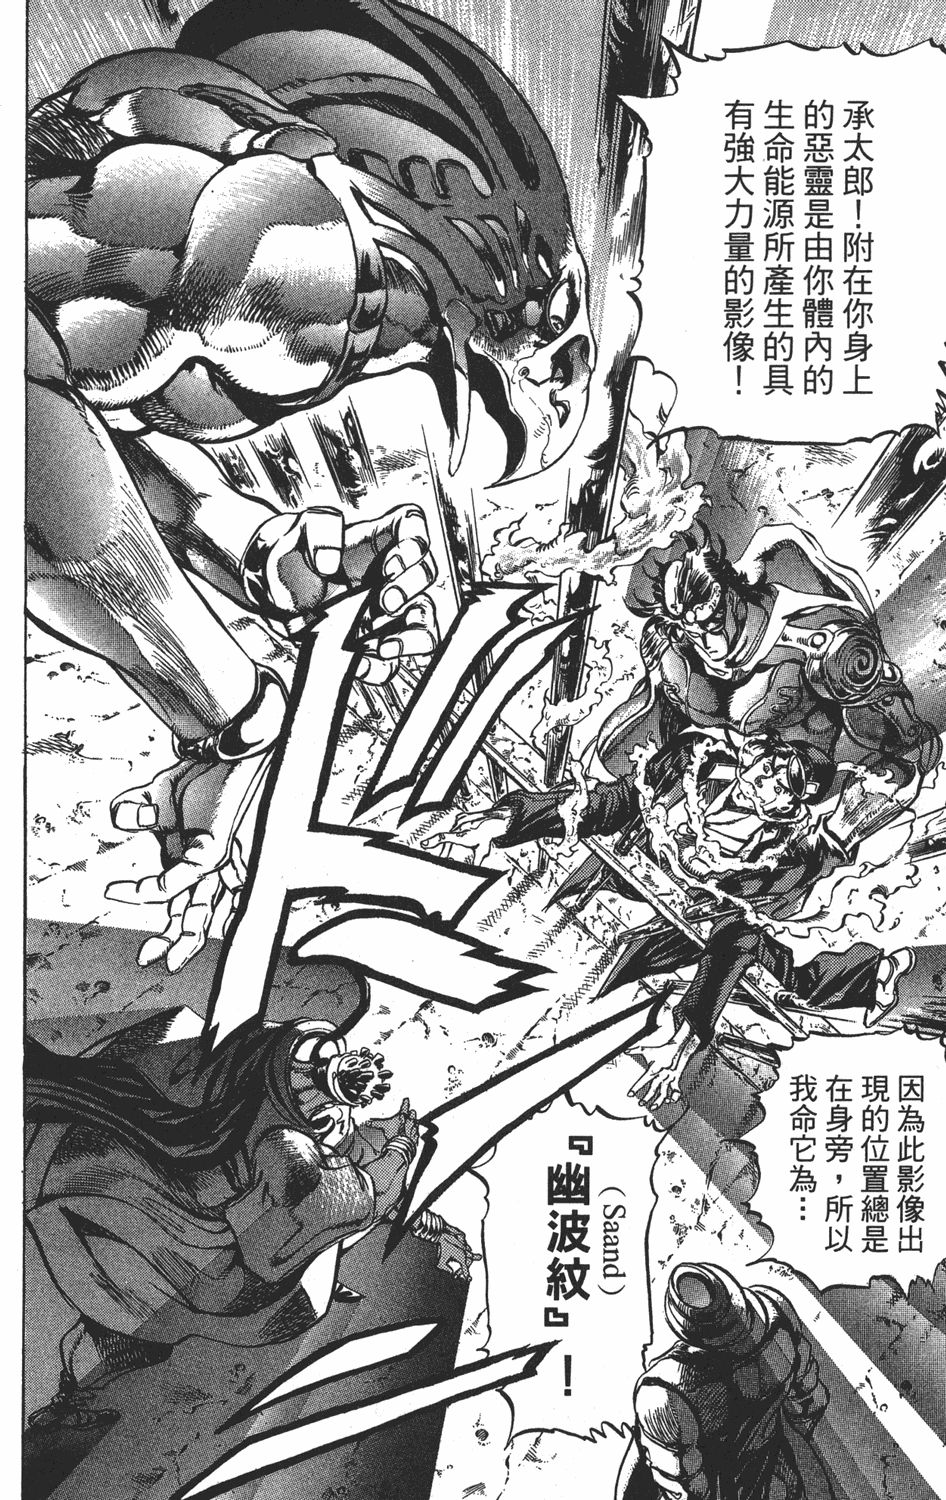 承太郎！附在你身上
的惡靈是由你體內的
生命能源所產生的具
有強大力量的影像！
因為此影像出
現的位置總是
在身旁，所以
我命它為…
（Saand）
『幽波紋』！
ドドドド